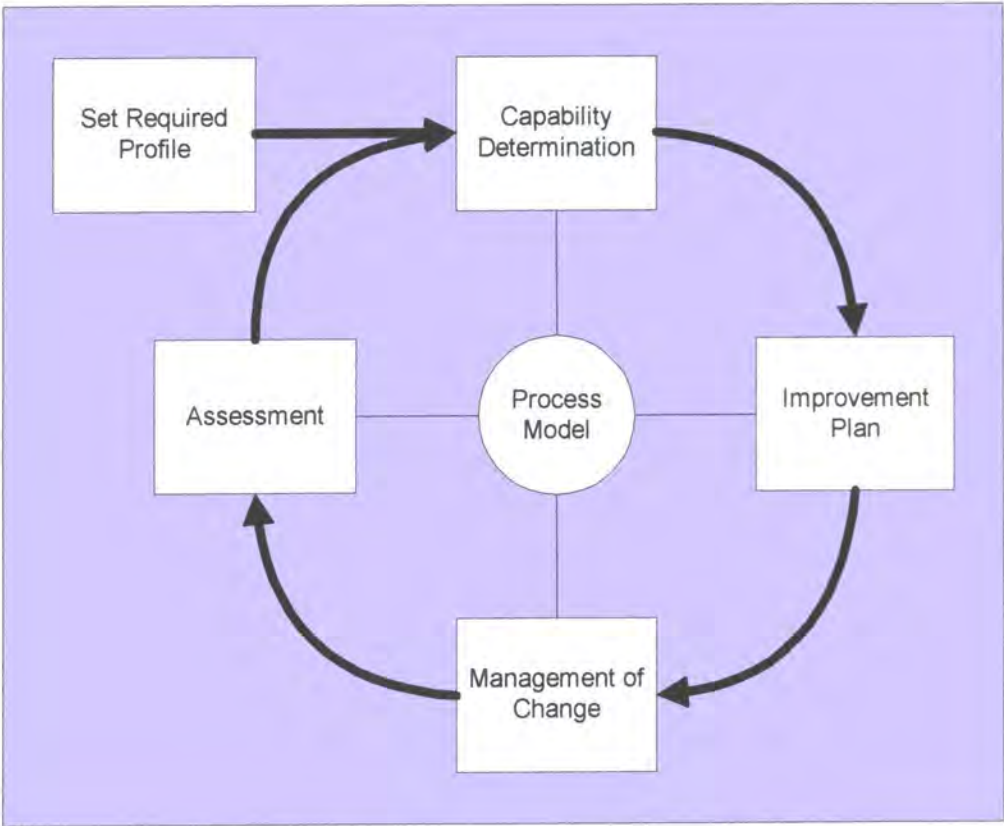 Set Required
Profile
Capability
Determination
Assessment
Process
Model
Improvement
Plan
Management of
Change